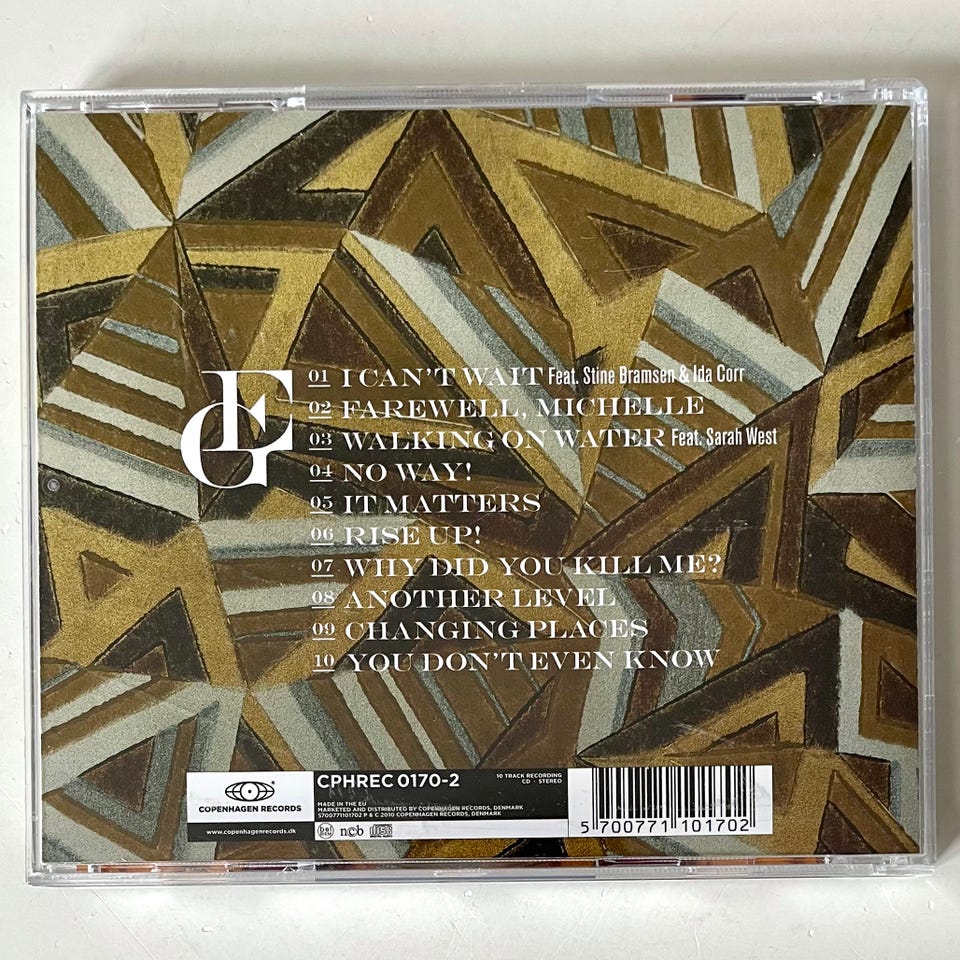 FG
01 I CAN'T WAIT Feat. Stine Bramsen & Ida Corr
02 FAREWELL, MICHELLE
03 WALKING ON WATER Feat. Sarah West
04 NO WAY!
05 IT MATTERS
06 RISE UP!
07 WHY DID YOU KILL ME?
08 ANOTHER LEVEL
09 CHANGING PLACES
10 YOU DON'T EVEN KNOW
COPENHAGEN RECORDS
www.copenhagenrecords.dk
CPHREC 0170-2
10 TRACK RECORDING
CD · STEREO
MADE IN THE EU
MARKETED AND DISTRIBUTED BY COPENHAGEN RECORDS, DENMARK
5700771101702 P & C 2010 COPENHAGEN RECORDS, DENMARK
ncb
5 700771 101702